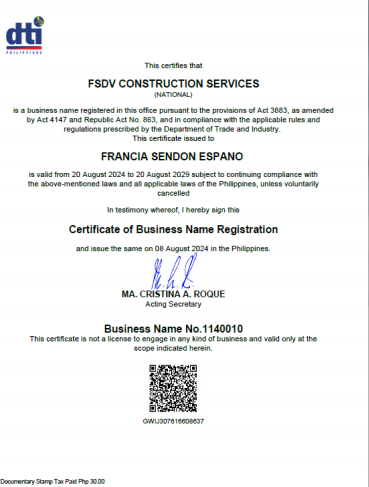 dti
PHILIPPINES
This certifies that
FSDV CONSTRUCTION SERVICES
(NATIONAL)
is a business name registered in this office pursuant to the provisions of Act 3883, as amended
by Act 4147 and Republic Act No. 863, and in compliance with the applicable rules and
regulations prescribed by the Department of Trade and Industry.
This certificate issued to
FRANCIA SENDON ESPANO
is valid from 20 August 2024 to 20 August 2029 subject to continuing compliance with
the above-mentioned laws and all applicable laws of the Philippines, unless voluntarily
cancelled
In testimony whereof, I hereby sign this
Certificate of Business Name Registration
and issue the same on 08 August 2024 in the Philippines.
MA. CRISTINA A. ROQUE
Acting Secretary
Business Name No.1140010
This certificate is not a license to engage in any kind of business and valid only at the
scope indicated herein.
GWIJ307616608637
Documentary Stamp Tax Paid Php 30.00